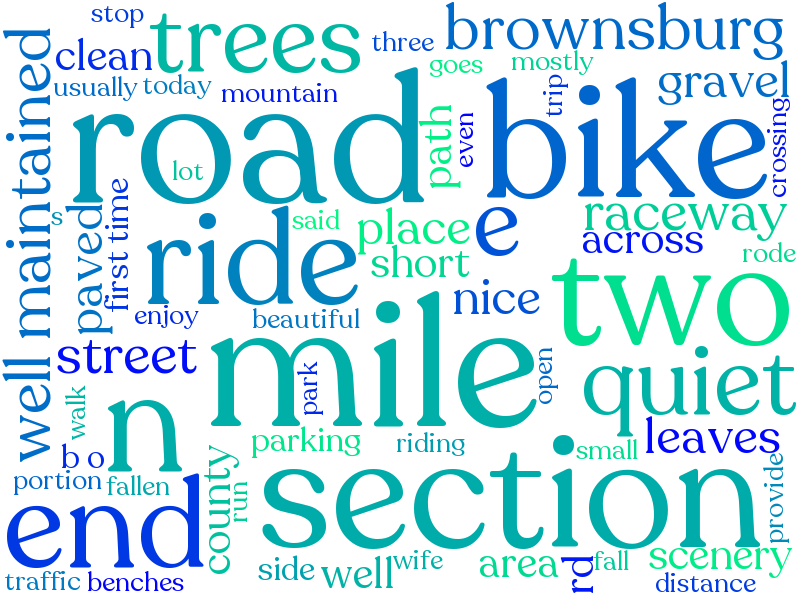 stop
trees
three
brownsburg
clean
goes
mostly
usually
today
mountain
gravel
well maintained
road
lot
path
even
bike
trip
crossing
s
paved
first time
said
place
e
raceway
across
rode
ride
short
enjoy
beautiful
nice
two
street
mile
park
open
quiet
walk
n
parking
riding
small
leaves
b o
portion
fallen
county
run
section
provide
end
side
well
wife
area
rd
fall
scenery
traffic
benches
distance